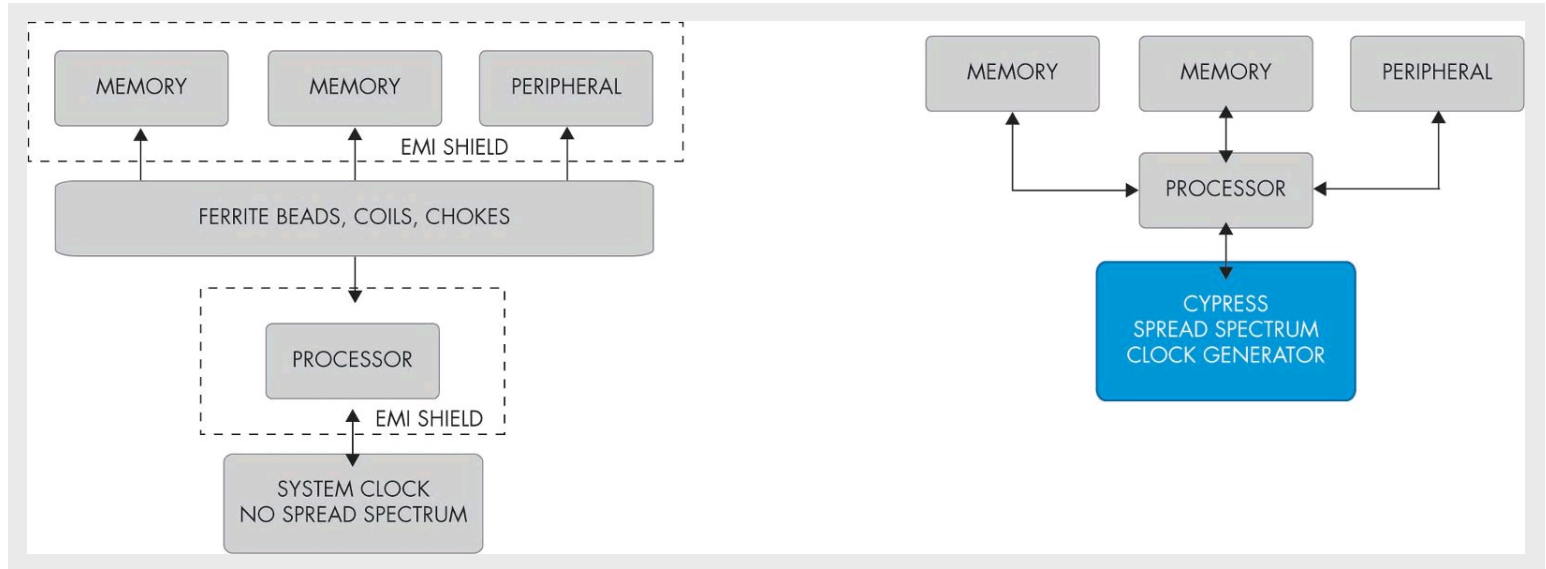 MEMORY
MEMORY
PERIPHERAL
EMI SHIELD
FERRITE BEADS, COILS, CHOKES
PROCESSOR
EMI SHIELD
SYSTEM CLOCK
NO SPREAD SPECTRUM
MEMORY
MEMORY
PERIPHERAL
PROCESSOR
CYPRESS
SPREAD SPECTRUM
CLOCK GENERATOR